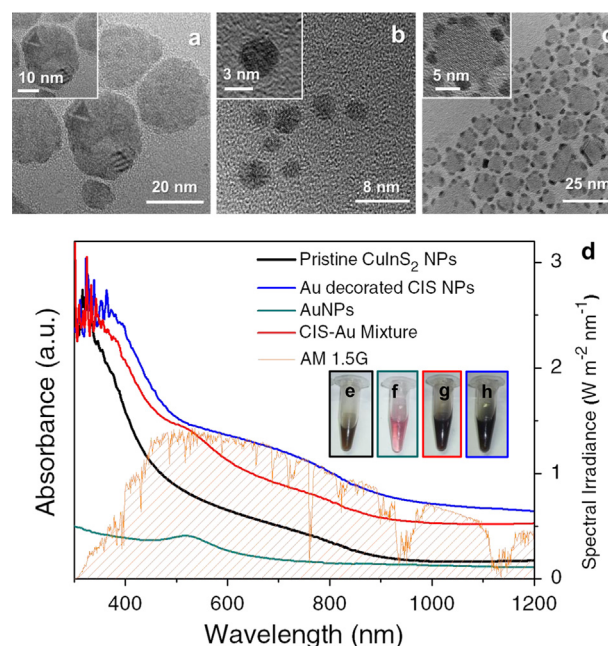 a
10 nm
20 nm
b
3 nm
8 nm
c
5 nm
25 nm
d
Pristine CuInS₂ NPs
Au decorated CIS NPs
AuNPs
CIS-Au Mixture
AM 1.5G
e f g h
Absorbance (a.u.)
3
2
1
0
Spectral Irradiance (W m⁻² nm⁻¹)
400 600 800 1000 1200
Wavelength (nm)